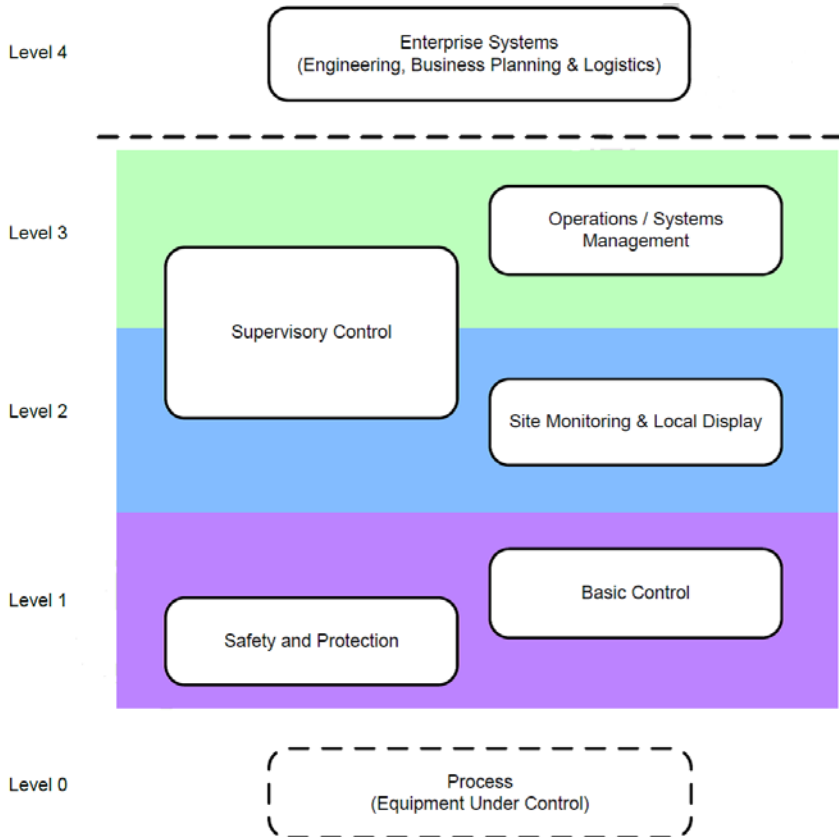 Level 4
Enterprise Systems
(Engineering, Business Planning & Logistics)
Level 3
Operations / Systems
Management
Supervisory Control
Level 2
Site Monitoring & Local Display
Level 1
Basic Control
Safety and Protection
Level 0
Process
(Equipment Under Control)